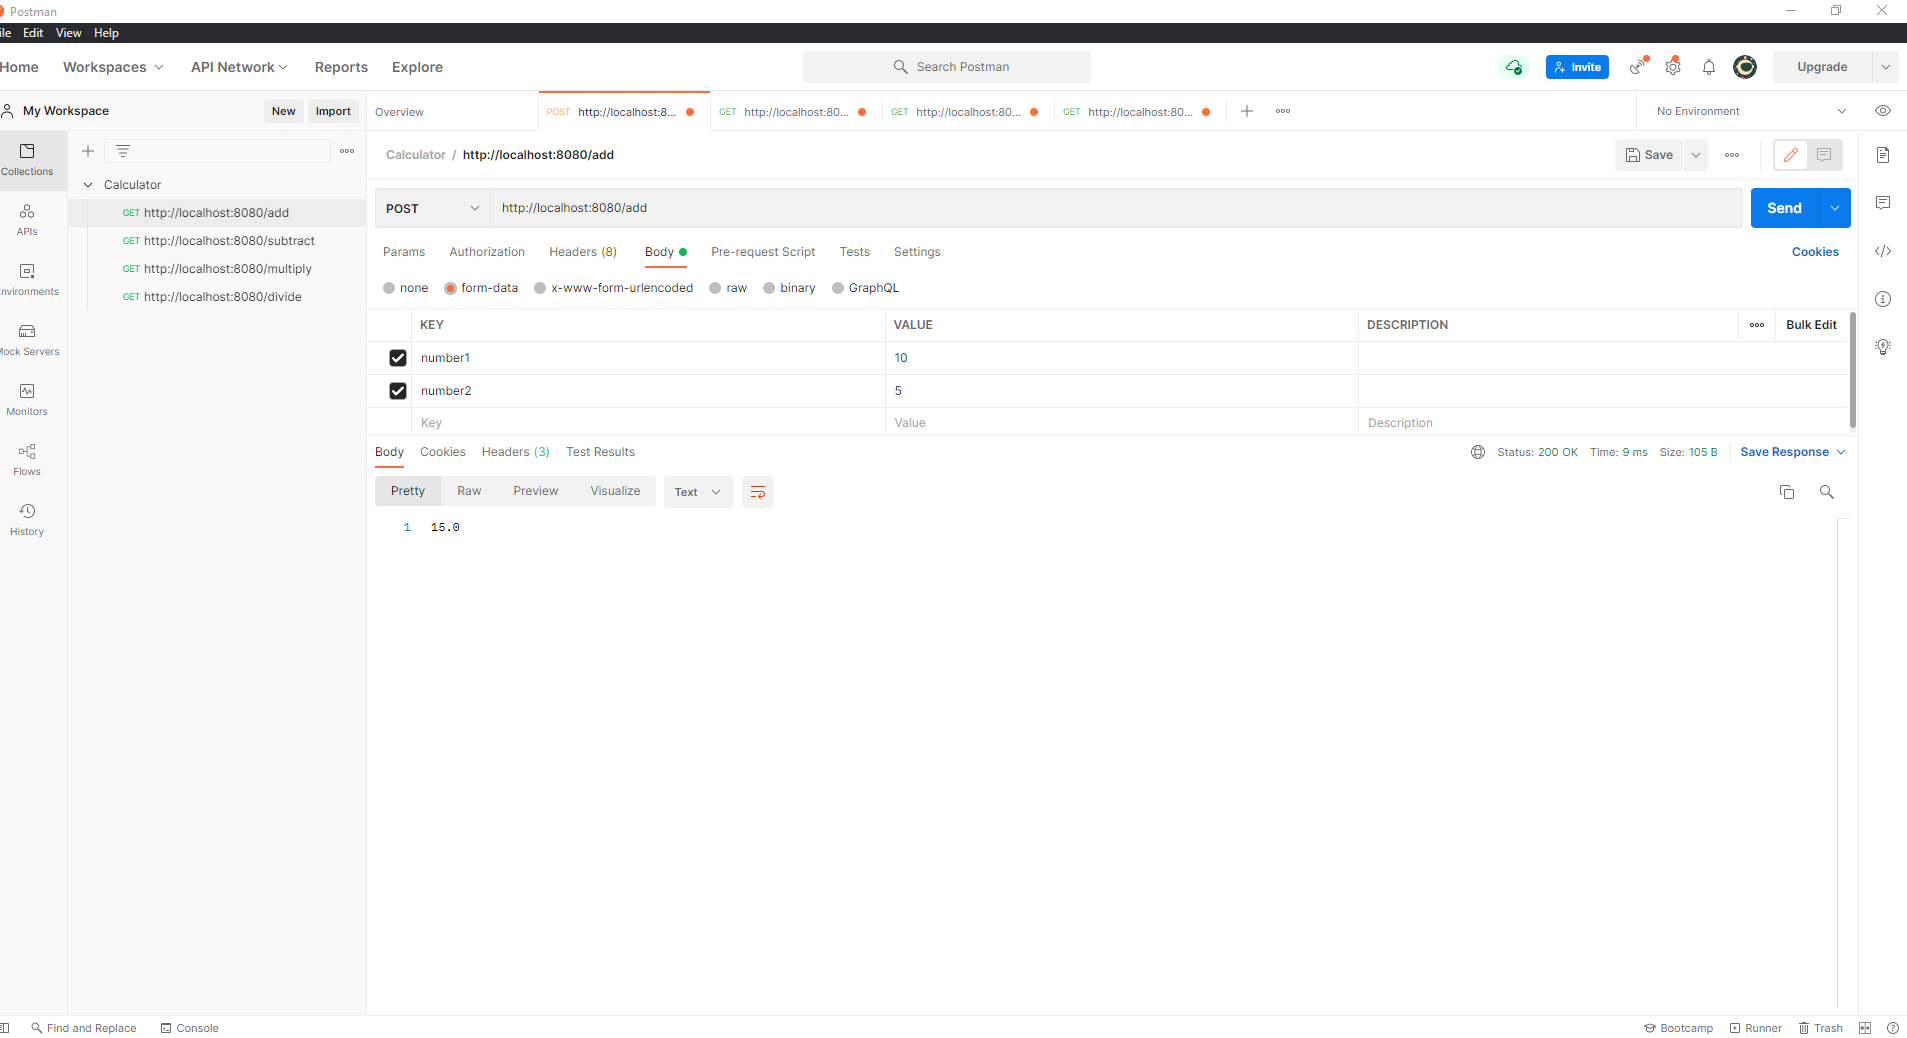 Postman
ile Edit View Help
Home Workspaces API Network Reports Explore
Search Postman
Invite
Upgrade
My Workspace
New Import
Overview
POST http://localhost:8...
GET http://localhost:80...
GET http://localhost:80...
GET http://localhost:80...
No Environment
Collections
APIs
nvironments
Mock Servers
Monitors
Flows
History
Calculator
GET http://localhost:8080/add
GET http://localhost:8080/subtract
GET http://localhost:8080/multiply
GET http://localhost:8080/divide
Calculator / http://localhost:8080/add
Save
POST http://localhost:8080/add
Send
Params Authorization Headers (8) Body Pre-request Script Tests Settings
Cookies
none form-data x-www-form-urlencoded raw binary GraphQL
KEY VALUE DESCRIPTION Bulk Edit
number1 10
number2 5
Key Value Description
Body Cookies Headers (3) Test Results
Status: 200 OK Time: 9 ms Size: 105 B Save Response
Pretty Raw Preview Visualize Text
1 15.0
Find and Replace Console
Bootcamp Runner Trash